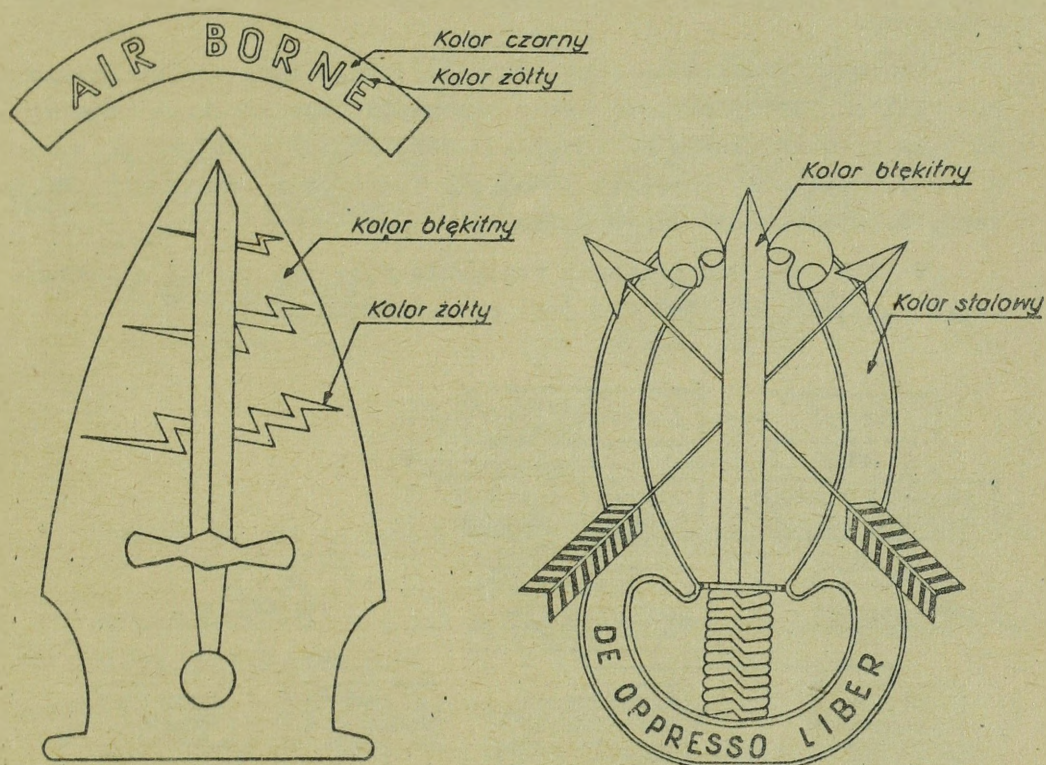 AIR BORNE
Kolor czarny
Kolor żółty
Kolor błękitny
Kolor żółty
Kolor błękitny
Kolor stalowy
DE OPPRESSO LIBER